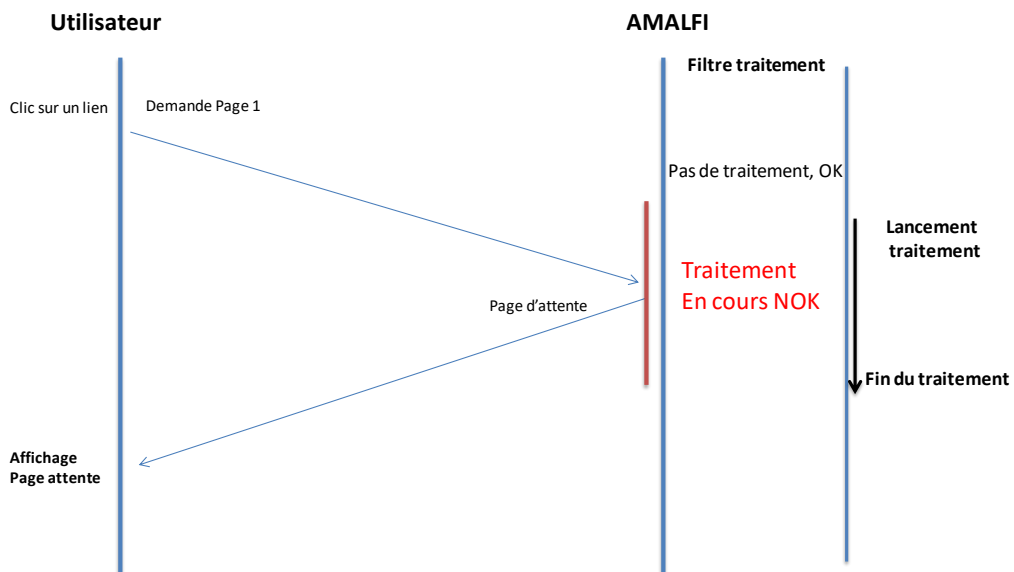 Utilisateur
AMALFI
Filtre traitement
Clic sur un lien
Demande Page 1
Pas de traitement, OK
Lancement
traitement
Traitement
En cours NOK
Page d’attente
Fin du traitement
Affichage
Page attente